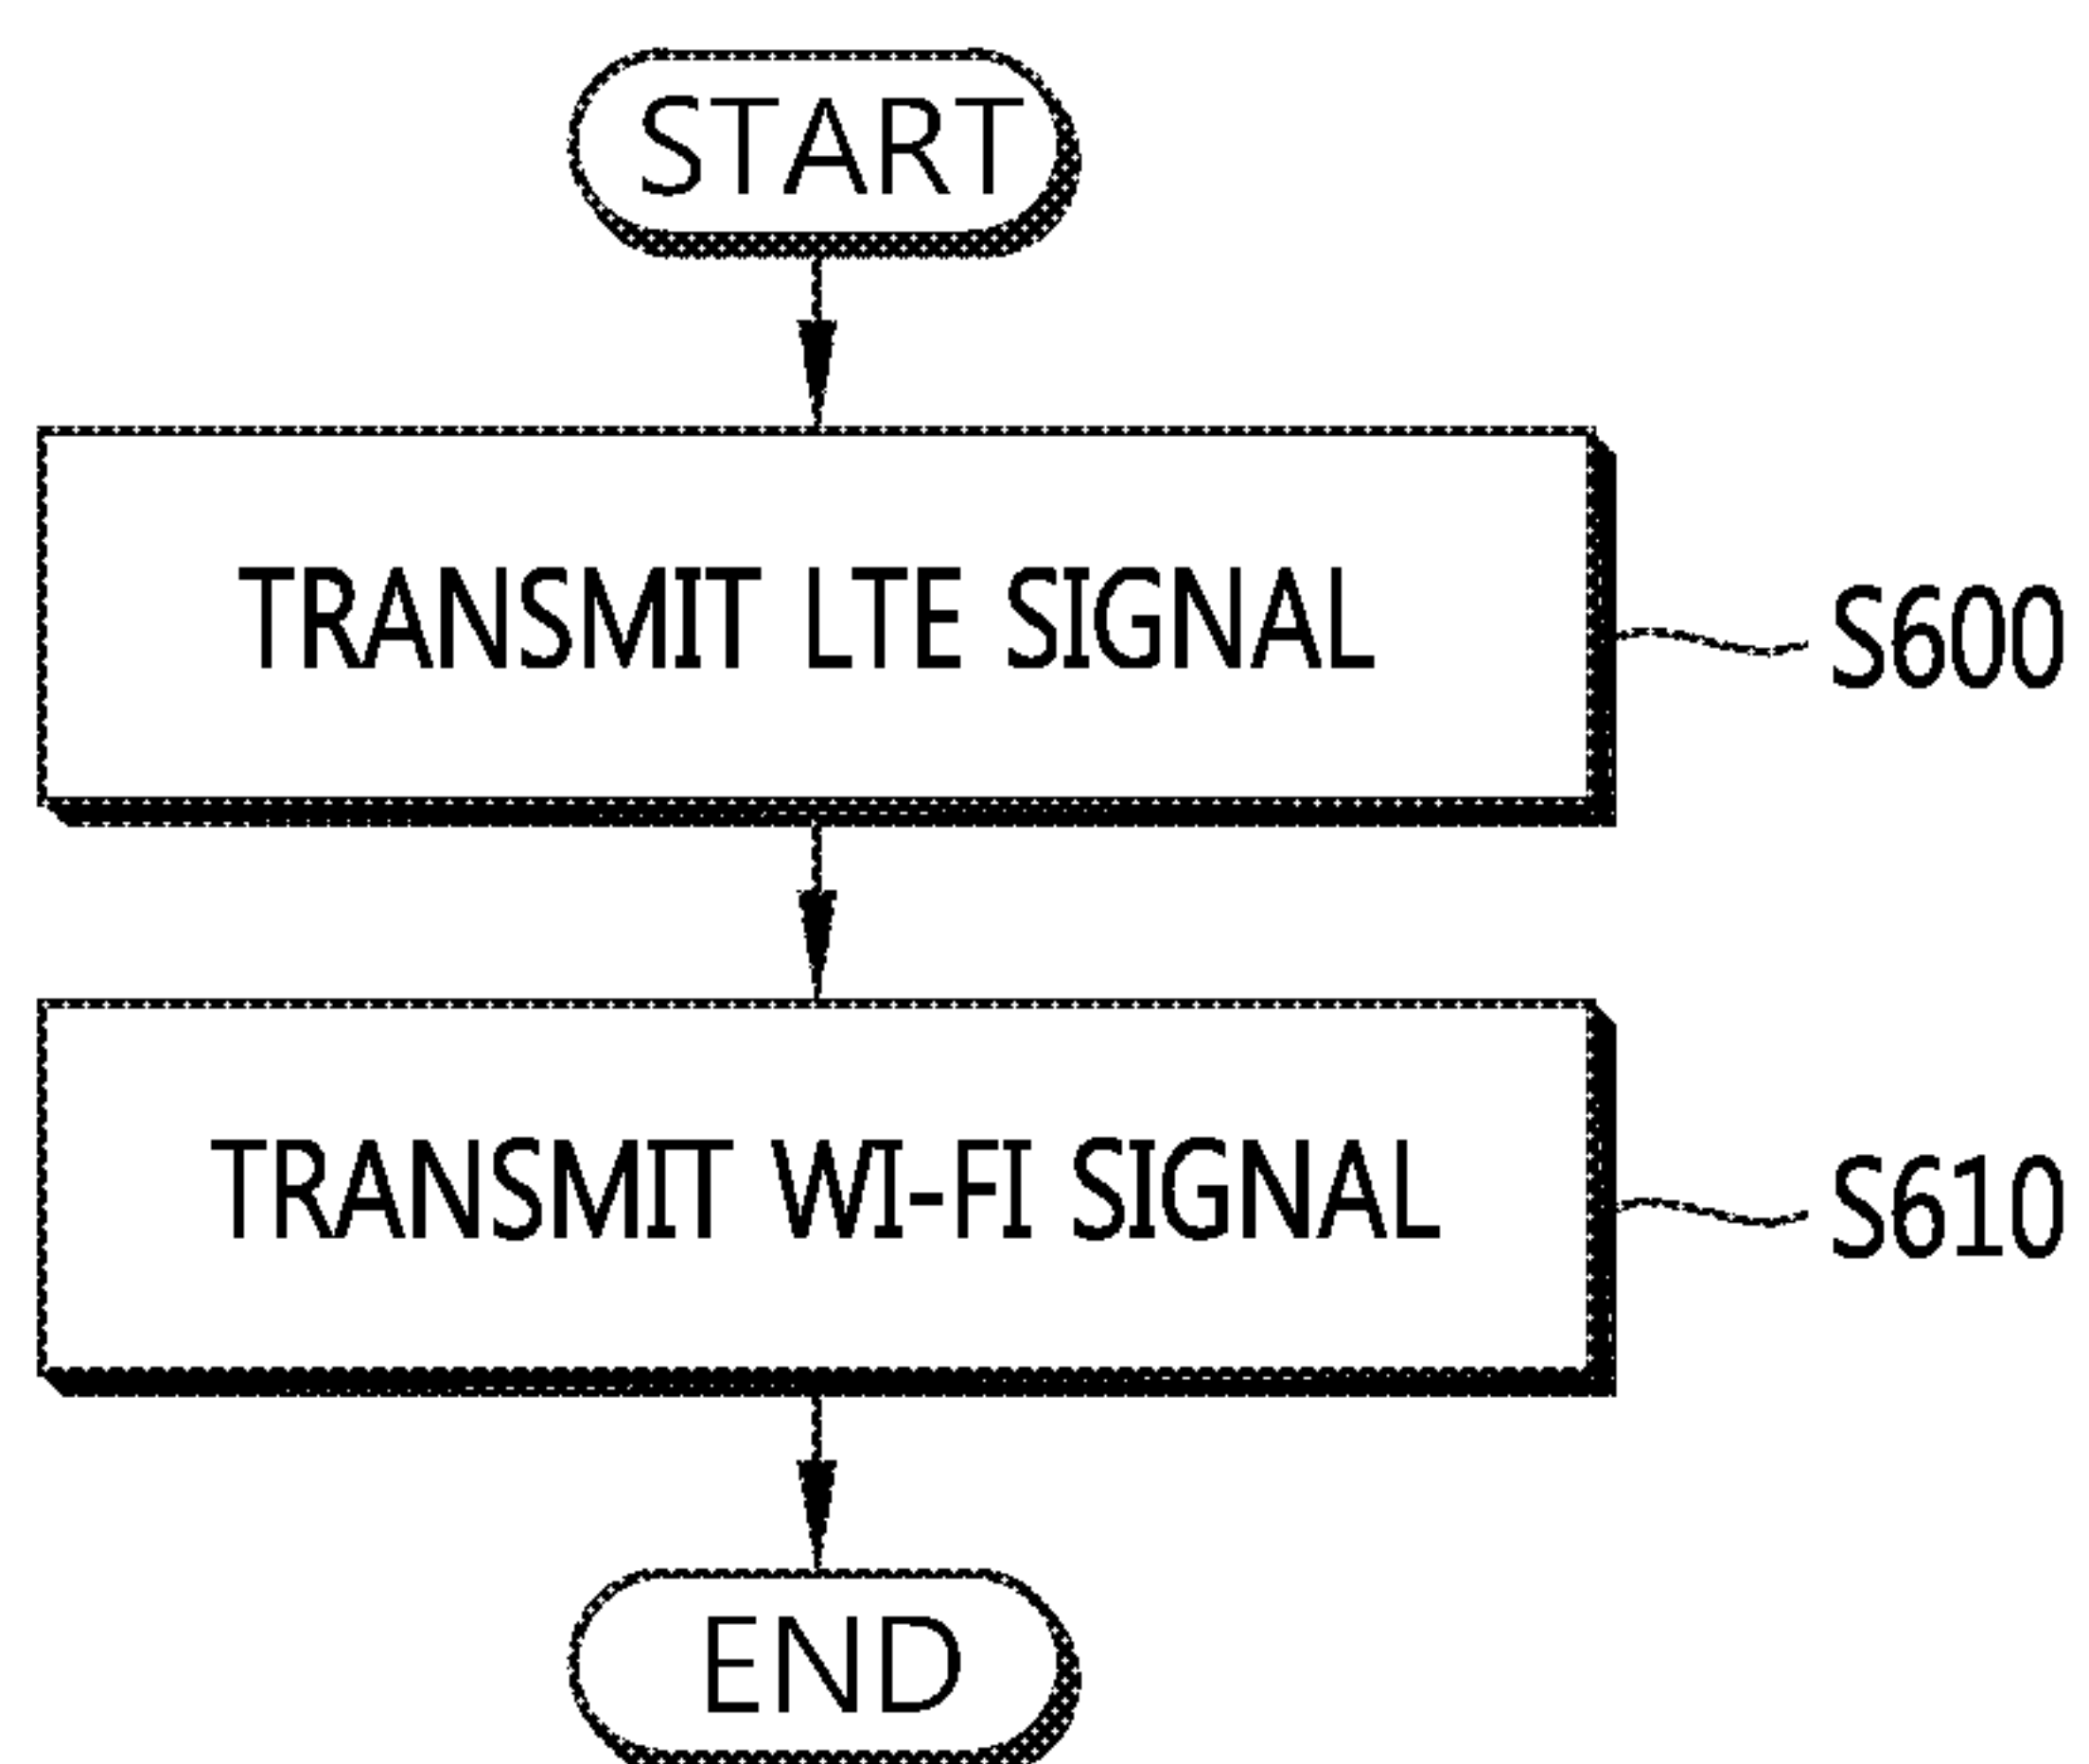 START
TRANSMIT LTE SIGNAL
S600
TRANSMIT WI-FI SIGNAL
S610
END